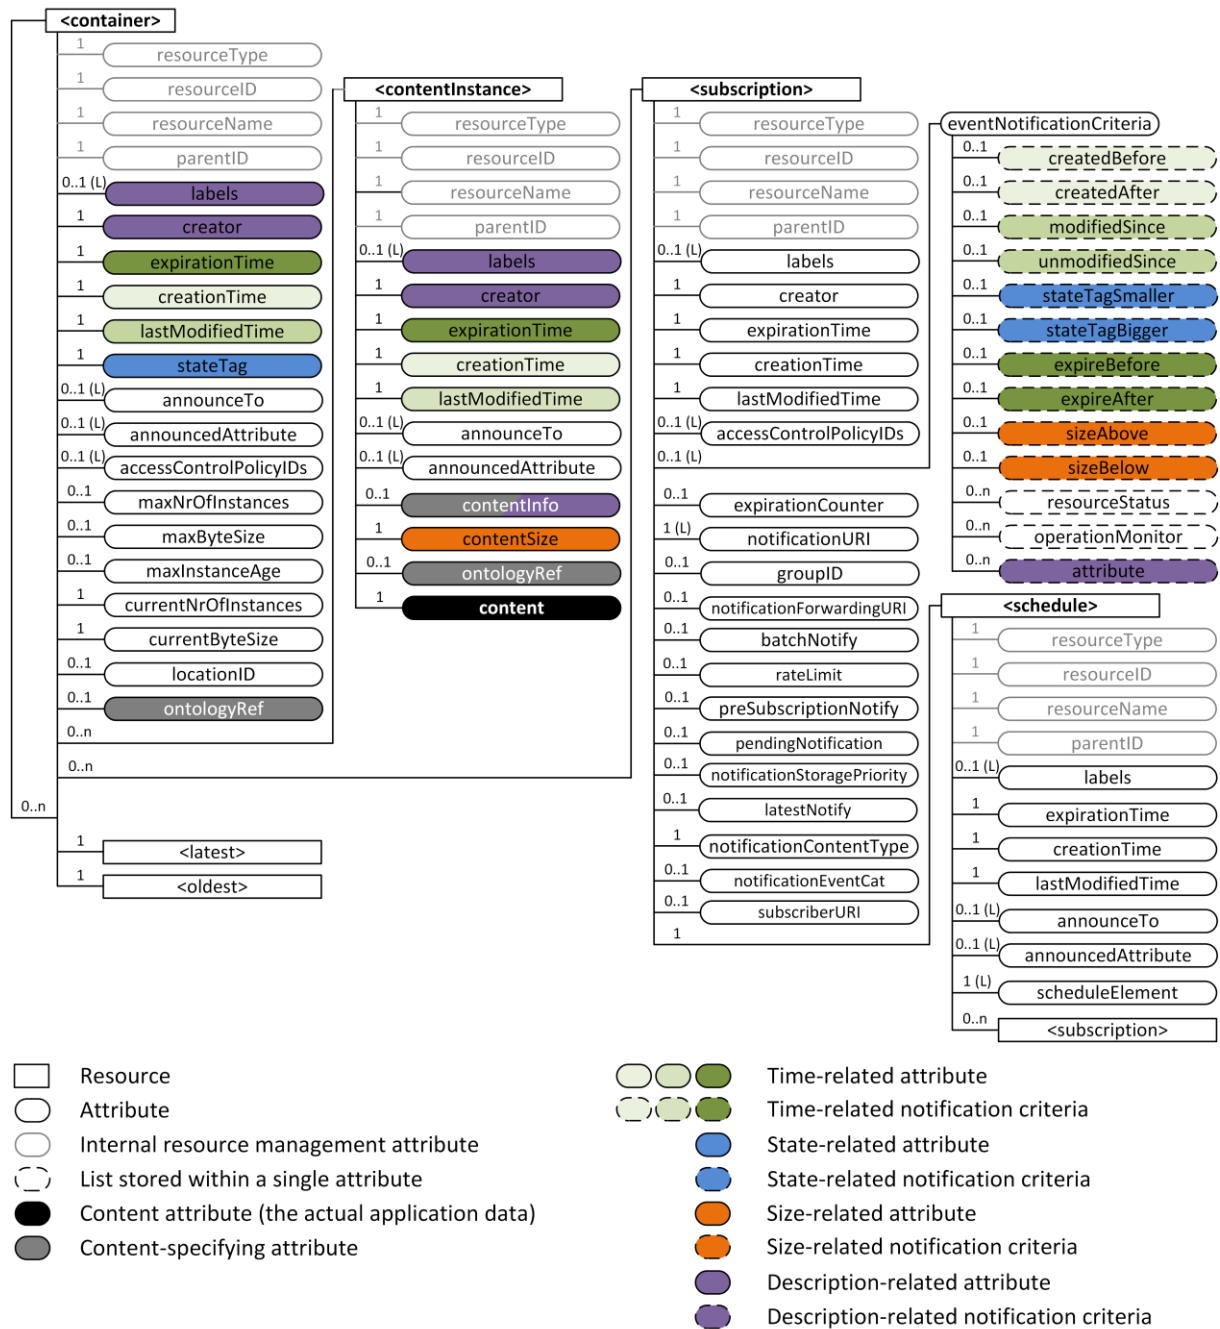 <container>
1
resourceType
1
resourceID
1
resourceName
1
parentID
0..1 (L)
labels
1
creator
1
expirationTime
1
creationTime
1
lastModifiedTime
1
stateTag
0..1 (L)
announceTo
0..1 (L)
announcedAttribute
0..1 (L)
accessControlPolicyIDs
0..1
maxNrOfInstances
0..1
maxByteSize
0..1
maxInstanceAge
1
currentNrOfInstances
1
currentByteSize
0..1
locationID
0..1
ontologyRef
0..n
0..n
0..n
1
<latest>
1
<oldest>
<contentInstance>
1
resourceType
1
resourceID
1
resourceName
1
parentID
0..1 (L)
labels
1
creator
1
expirationTime
1
creationTime
1
lastModifiedTime
0..1 (L)
announceTo
0..1 (L)
announcedAttribute
0..1
contentInfo
1
contentSize
0..1
ontologyRef
1
content
<subscription>
1
resourceType
1
resourceID
1
resourceName
1
parentID
0..1 (L)
labels
1
creator
1
expirationTime
1
creationTime
1
lastModifiedTime
0..1 (L)
accessControlPolicyIDs
0..1 (L)
0..1
expirationCounter
1 (L)
notificationURI
0..1
groupID
0..1
notificationForwardingURI
0..1
batchNotify
0..1
rateLimit
0..1
preSubscriptionNotify
0..1
pendingNotification
0..1
notificationStoragePriority
0..1
latestNotify
1
notificationContentType
0..1
notificationEventCat
0..1
subscriberURI
1
eventNotificationCriteria
0..1
createdBefore
0..1
createdAfter
0..1
modifiedSince
0..1
unmodifiedSince
0..1
stateTagSmaller
0..1
stateTagBigger
0..1
expireBefore
0..1
expireAfter
0..1
sizeAbove
0..1
sizeBelow
0..n
resourceStatus
0..n
operationMonitor
0..n
attribute
<schedule>
1
resourceType
1
resourceID
1
resourceName
1
parentID
0..1 (L)
labels
1
expirationTime
1
creationTime
1
lastModifiedTime
0..1 (L)
announceTo
0..1 (L)
announcedAttribute
1 (L)
scheduleElement
0..n
<subscription>
Resource
Attribute
Internal resource management attribute
List stored within a single attribute
Content attribute (the actual application data)
Content-specifying attribute
Time-related attribute
Time-related notification criteria
State-related attribute
State-related notification criteria
Size-related attribute
Size-related notification criteria
Description-related attribute
Description-related notification criteria